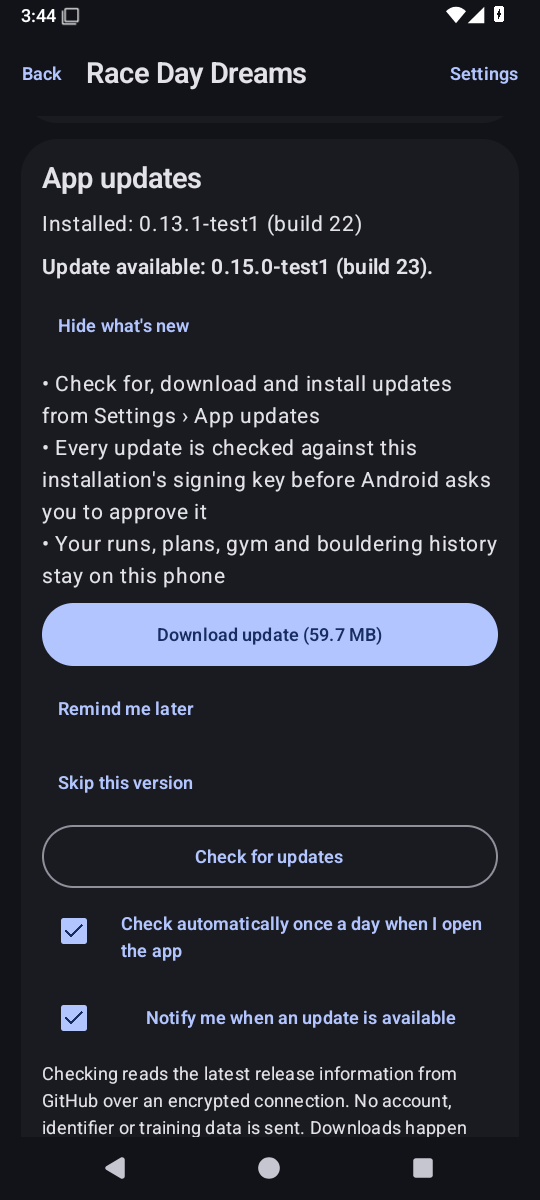 3:44
Back
Race Day Dreams
Settings
App updates
Installed: 0.13.1-test1 (build 22)
Update available: 0.15.0-test1 (build 23).
Hide what's new
• Check for, download and install updates
from Settings › App updates
• Every update is checked against this
installation's signing key before Android asks
you to approve it
• Your runs, plans, gym and bouldering history
stay on this phone
Download update (59.7 MB)
Remind me later
Skip this version
Check for updates
Check automatically once a day when I open
the app
Notify me when an update is available
Checking reads the latest release information from
GitHub over an encrypted connection. No account,
identifier or training data is sent. Downloads happen